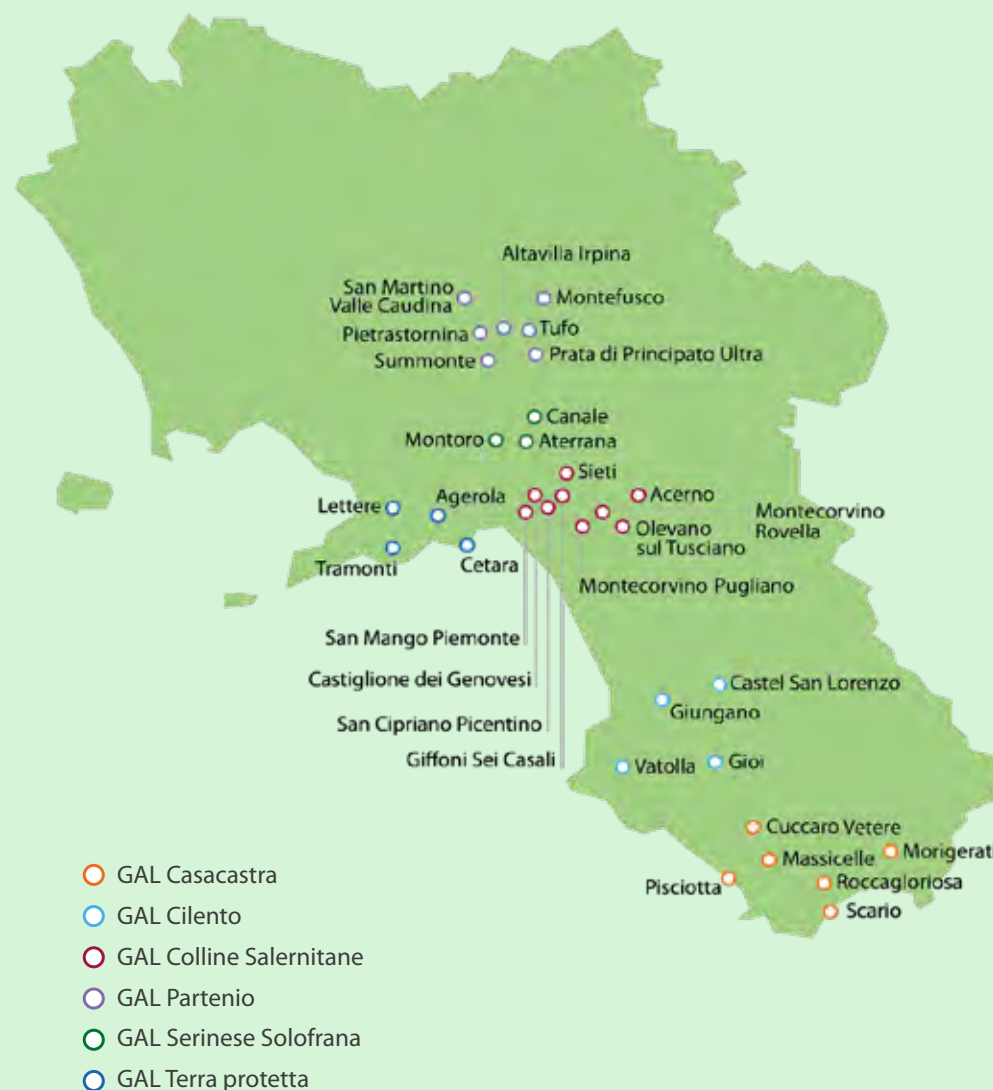 Altavilla Irpina
San Martino
Valle Caudina
Montefusco
Pietrastornina
Tufo
Summonte
Prata di Principato Ultra
Canale
Montoro
Aterrana
Sieti
Lettere
Agerola
Acerno
Montecorvino
Rovella
Olevano
sul Tusciano
Tramonti
Cetara
Montecorvino Pugliano
San Mango Piemonte
Castiglione dei Genovesi
San Cipriano Picentino
Giffoni Sei Casali
Castel San Lorenzo
Giungano
Vatolla
Gioi
Cuccaro Vetere
Massicelle
Morigerati
Pisciotta
Roccagloriosa
Scario
GAL Casacastra
GAL Cilento
GAL Colline Salernitane
GAL Partenio
GAL Serinese Solofrana
GAL Terra protetta